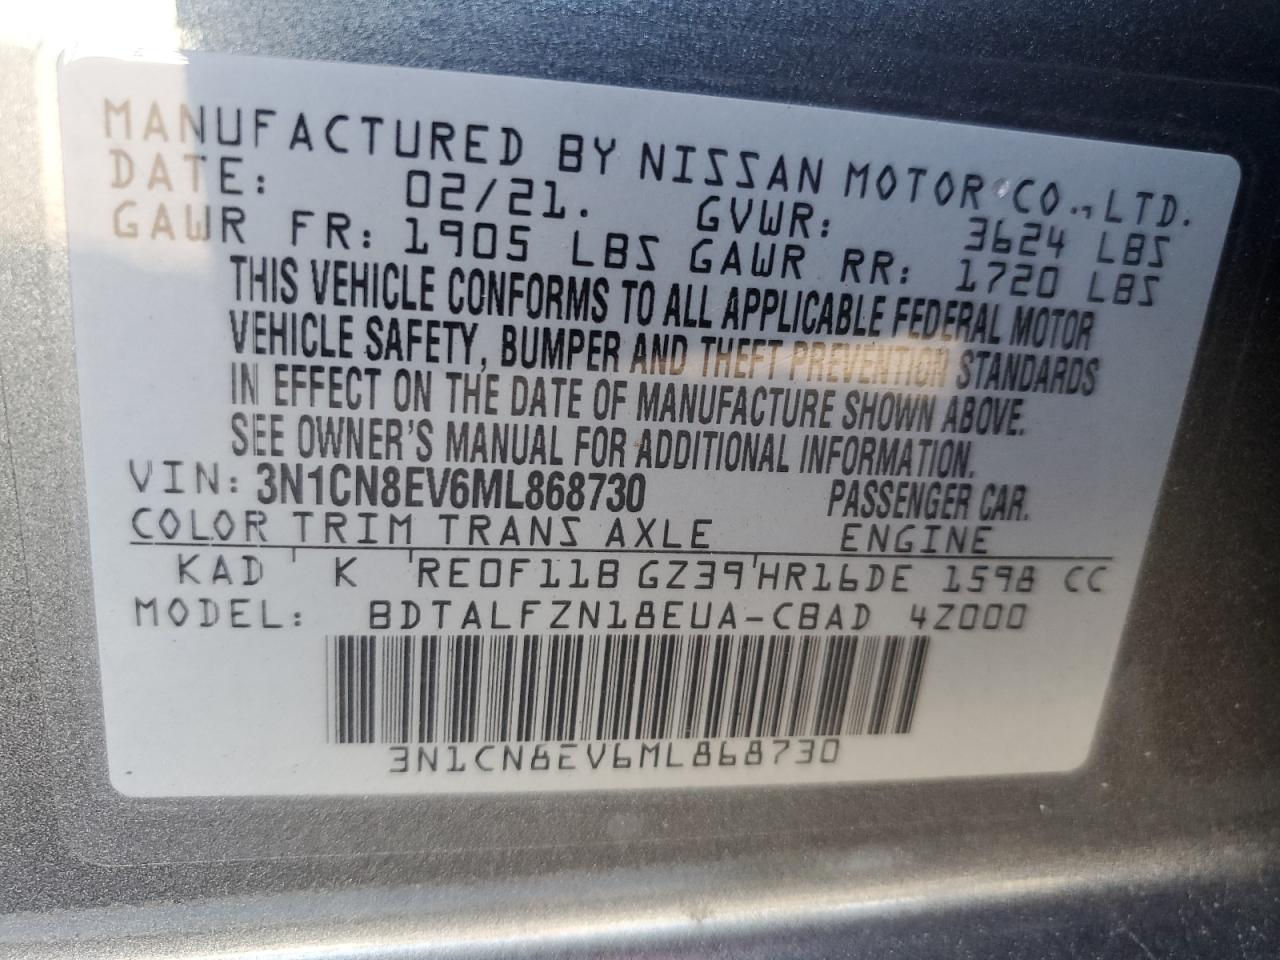 MANUFACTURED BY NISSAN MOTOR CO., LTD.
DATE: 02/21. GVWR: 3624 LBS
GAWR FR: 1905 LBS GAWR RR: 1720 LBS
THIS VEHICLE CONFORMS TO ALL APPLICABLE FEDERAL MOTOR
VEHICLE SAFETY, BUMPER AND THEFT PREVENTION STANDARDS
IN EFFECT ON THE DATE OF MANUFACTURE SHOWN ABOVE.
SEE OWNER'S MANUAL FOR ADDITIONAL INFORMATION.
VIN: 3N1CN8EV6ML868730 PASSENGER CAR.
COLOR TRIM TRANS AXLE ENGINE
KAD K RE0F11B GZ39 HR16DE 1598 CC
MODEL: BDTALFZN18EUA-CBAD 4Z000
3N1CN8EV6ML868730